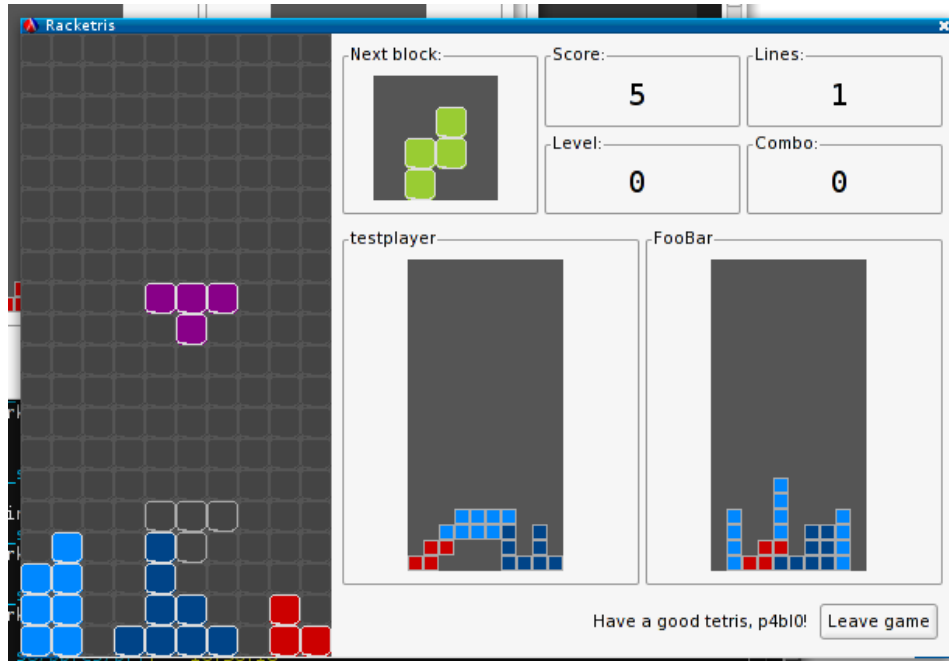 Racketris
Next block:
Score:
5
Lines:
1
Level:
0
Combo:
0
testplayer
FooBar
Have a good tetris, p4bl0!
Leave game